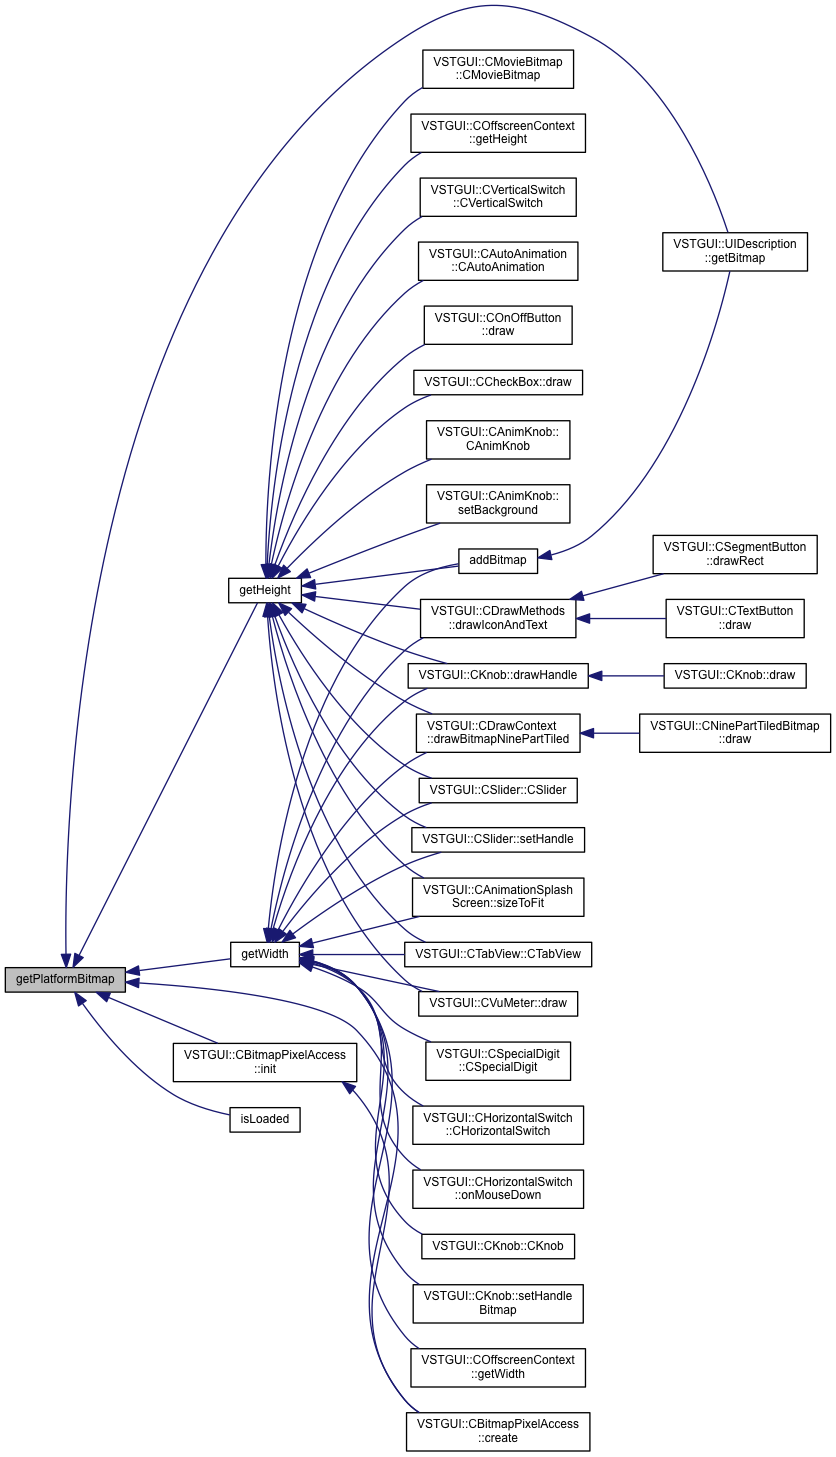 VSTGUI::CMovieBitmap
::CMovieBitmap
VSTGUI::COffscreenContext
::getHeight
VSTGUI::CVerticalSwitch
::CVerticalSwitch
VSTGUI::UIDescription
::getBitmap
VSTGUI::CAutoAnimation
::CAutoAnimation
VSTGUI::COnOffButton
::draw
VSTGUI::CCheckBox::draw
VSTGUI::CAnimKnob::
CAnimKnob
VSTGUI::CAnimKnob::
setBackground
addBitmap
VSTGUI::CSegmentButton
::drawRect
getHeight
VSTGUI::CDrawMethods
::drawIconAndText
VSTGUI::CTextButton
::draw
VSTGUI::CKnob::drawHandle
VSTGUI::CKnob::draw
VSTGUI::CDrawContext
::drawBitmapNinePartTiled
VSTGUI::CNinePartTiledBitmap
::draw
VSTGUI::CSlider::CSlider
VSTGUI::CSlider::setHandle
VSTGUI::CAnimationSplash
Screen::sizeToFit
getWidth
VSTGUI::CTabView::CTabView
getPlatformBitmap
VSTGUI::CVuMeter::draw
VSTGUI::CBitmapPixelAccess
::init
VSTGUI::CSpecialDigit
::CSpecialDigit
isLoaded
VSTGUI::CHorizontalSwitch
::CHorizontalSwitch
VSTGUI::CHorizontalSwitch
::onMouseDown
VSTGUI::CKnob::CKnob
VSTGUI::CKnob::setHandle
Bitmap
VSTGUI::COffscreenContext
::getWidth
VSTGUI::CBitmapPixelAccess
::create